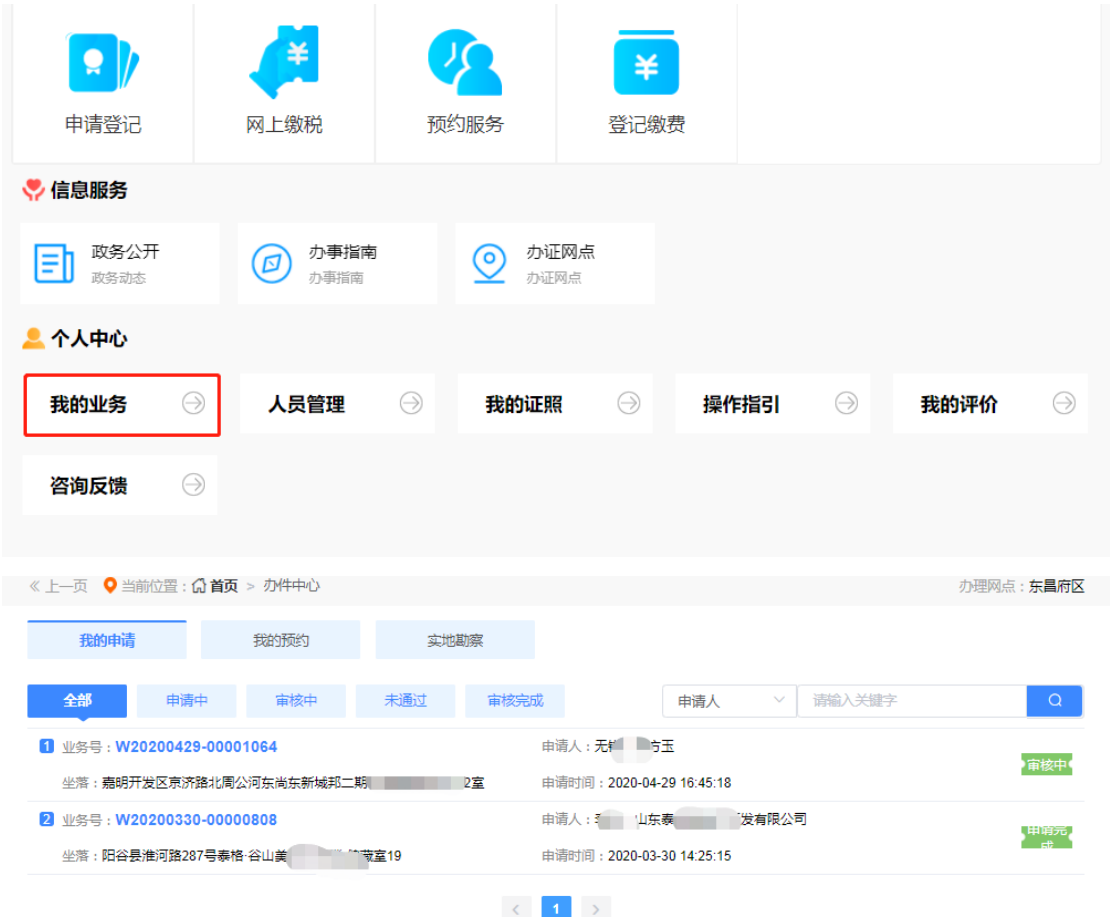 申请登记 网上缴税 预约服务 登记缴费
信息服务
政务公开 办事指南 办证网点
政务动态 办事指南 办证网点
个人中心
我的业务 人员管理 我的证照 操作指引 我的评价
咨询反馈
上一页 当前位置：首页 > 办件中心 办理网点：东昌府区
我的申请 我的预约 实地勘察
全部 申请中 审核中 未通过 审核完成 申请人 请输入关键字
1 业务号：W20200429-00001064 申请人：无 方玉
审核中
坐落：嘉明开发区京济路北周公河东尚东新城邦二期 2室 申请时间：2020-04-29 16:45:18
2 业务号：W20200330-00000808 申请人： 山东泰 发有限公司
申请完
成
坐落：阳谷县淮河路287号泰格·谷山美 藏室19 申请时间：2020-03-30 14:25:15
< 1 >